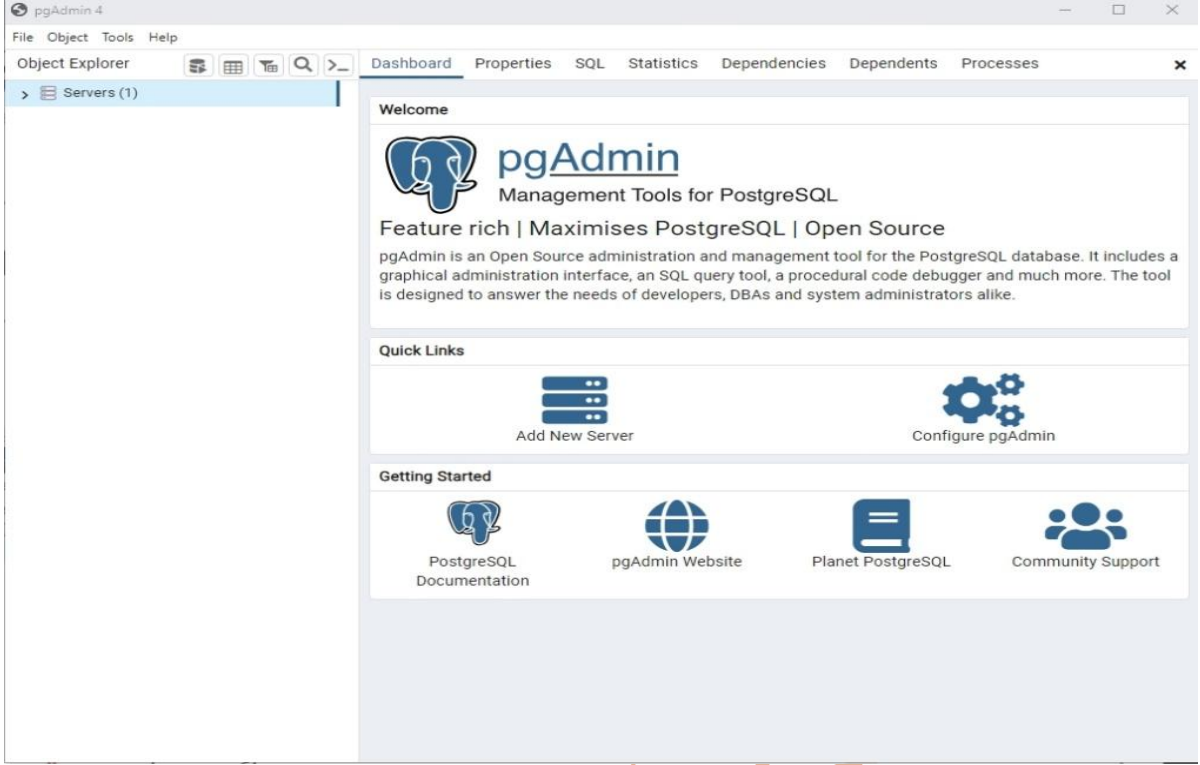 pgAdmin 4
File Object Tools Help
Object Explorer
Dashboard Properties SQL Statistics Dependencies Dependents Processes
Servers (1)
Welcome
pgAdmin
Management Tools for PostgreSQL
Feature rich | Maximises PostgreSQL | Open Source
pgAdmin is an Open Source administration and management tool for the PostgreSQL database. It includes a
graphical administration interface, an SQL query tool, a procedural code debugger and much more. The tool
is designed to answer the needs of developers, DBAs and system administrators alike.
Quick Links
Add New Server
Configure pgAdmin
Getting Started
PostgreSQL
Documentation
pgAdmin Website
Planet PostgreSQL
Community Support